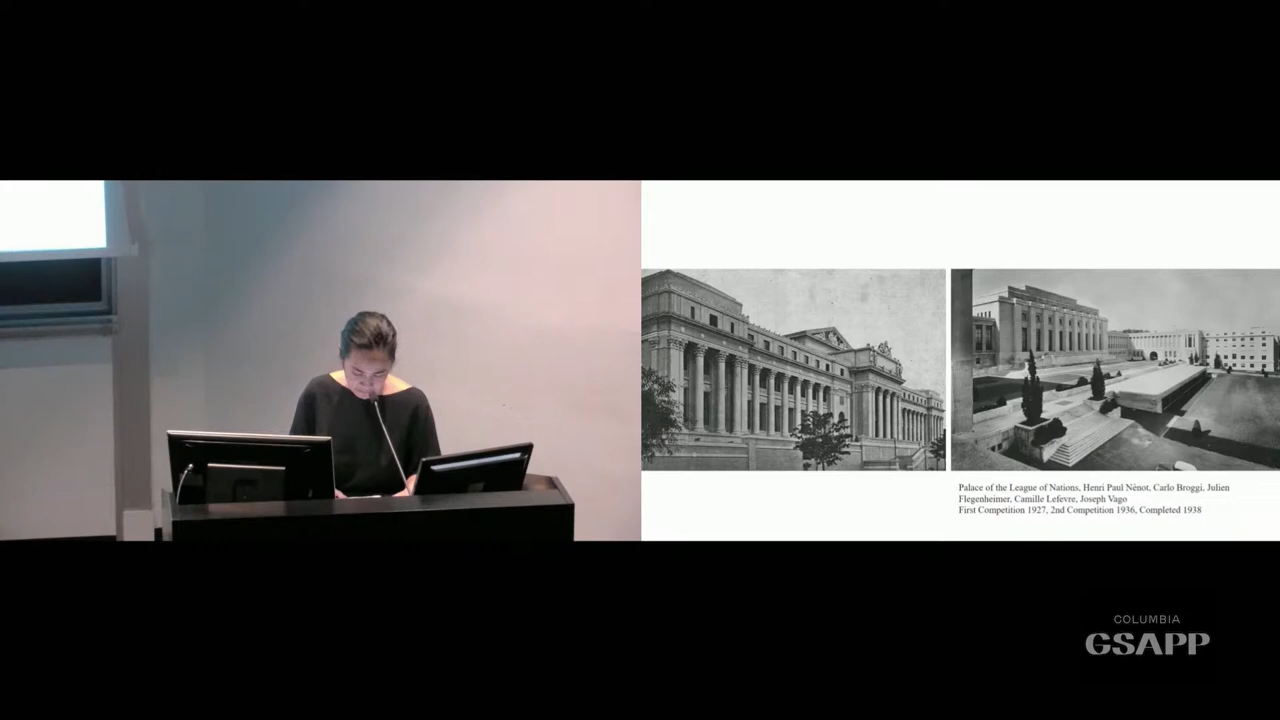 Palace of the League of Nations, Henri Paul Nènot, Carlo Broggi, Julien
Flegenheimer, Camille Lefevre, Joseph Vago
First Competition 1927, 2nd Competition 1936, Completed 1938
COLUMBIA
GSAPP